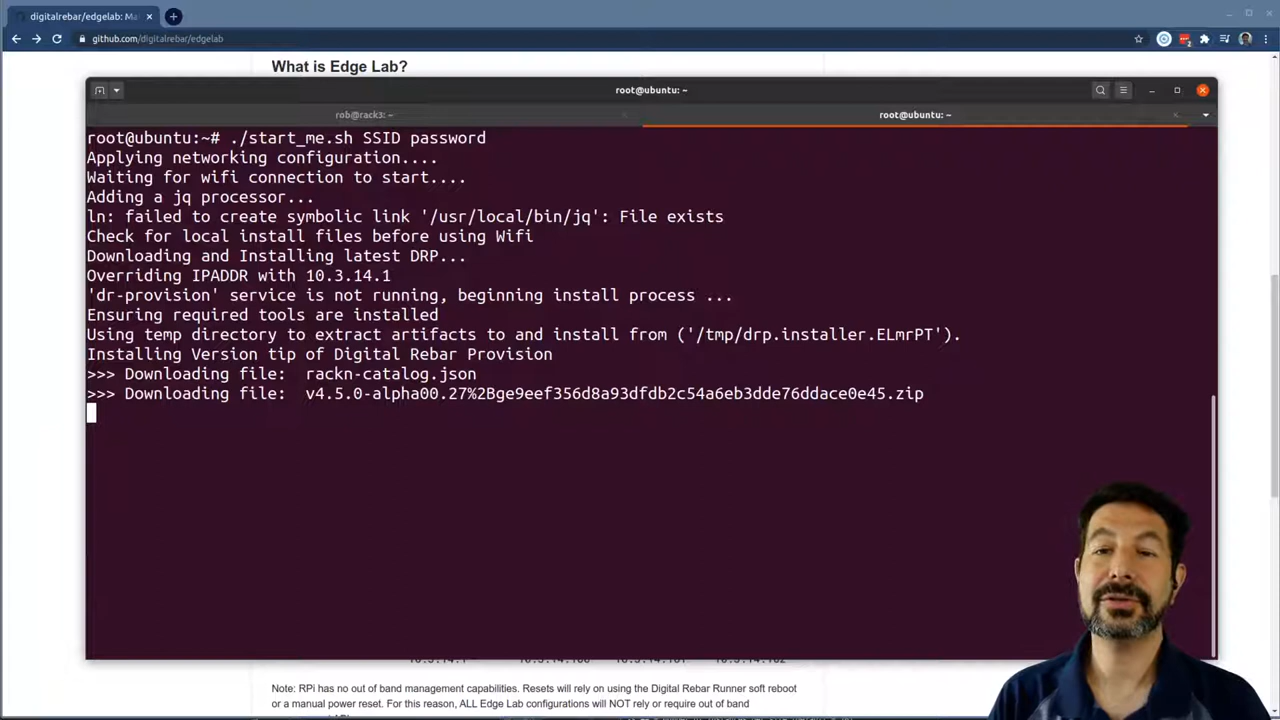 digitalrebar/edgelab: Ma
github.com/digitalrebar/edgelab
What is Edge Lab?
root@ubuntu: ~
rob@rack3: ~
root@ubuntu: ~
root@ubuntu:~# ./start_me.sh SSID password
Applying networking configuration....
Waiting for wifi connection to start....
Adding a jq processor...
ln: failed to create symbolic link '/usr/local/bin/jq': File exists
Check for local install files before using Wifi
Downloading and Installing latest DRP...
Overriding IPADDR with 10.3.14.1
'dr-provision' service is not running, beginning install process ...
Ensuring required tools are installed
Using temp directory to extract artifacts to and install from ('/tmp/drp.installer.ELmrPT').
Installing Version tip of Digital Rebar Provision
>>> Downloading file:  rackn-catalog.json
>>> Downloading file:  v4.5.0-alpha00.27%2Bge9eef356d8a93dfdb2c54a6eb3dde76ddace0e45.zip
Note: RPi has no out of band management capabilities. Resets will rely on using the Digital Rebar Runner soft reboot
or a manual power reset. For this reason, ALL Edge Lab configurations will NOT rely or require out of band